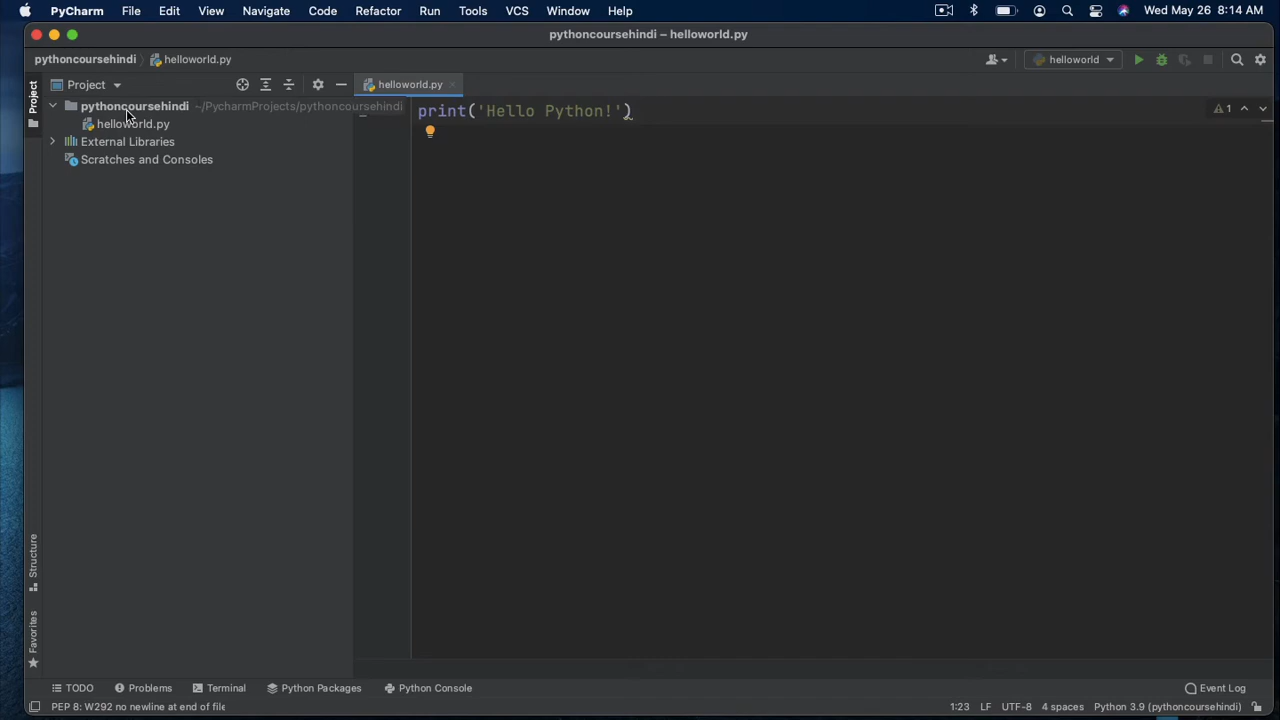 PyCharm File Edit View Navigate Code Refactor Run Tools VCS Window Help Wed May 26 8:14 AM
pythoncoursehindi – helloworld.py
pythoncoursehindi helloworld.py helloworld
Project Project helloworld.py
pythoncoursehindi ~/PycharmProjects/pythoncoursehindi
print('Hello Python!') 1
helloworld.py
External Libraries
Scratches and Consoles
Structure
Favorites
TODO Problems Terminal Python Packages Python Console Event Log
PEP 8: W292 no newline at end of file 1:23 LF UTF-8 4 spaces Python 3.9 (pythoncoursehindi)